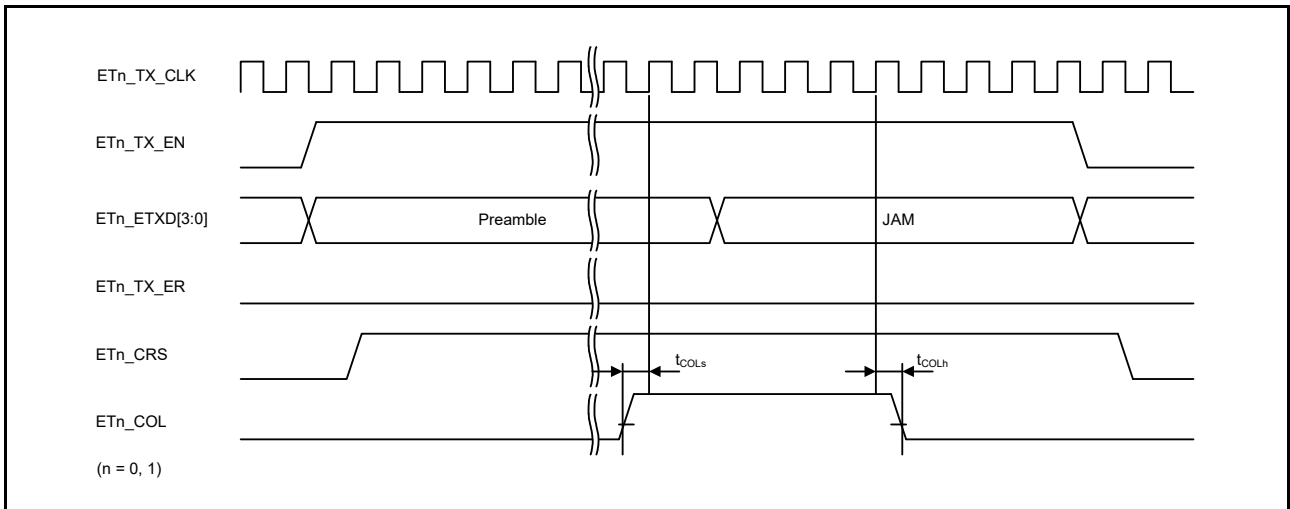 ETn_TX_CLK
ETn_TX_EN
ETn_ETXD[3:0] Preamble JAM
ETn_TX_ER
ETn_CRS
tCOLs tCOLh
ETn_COL
(n = 0, 1)